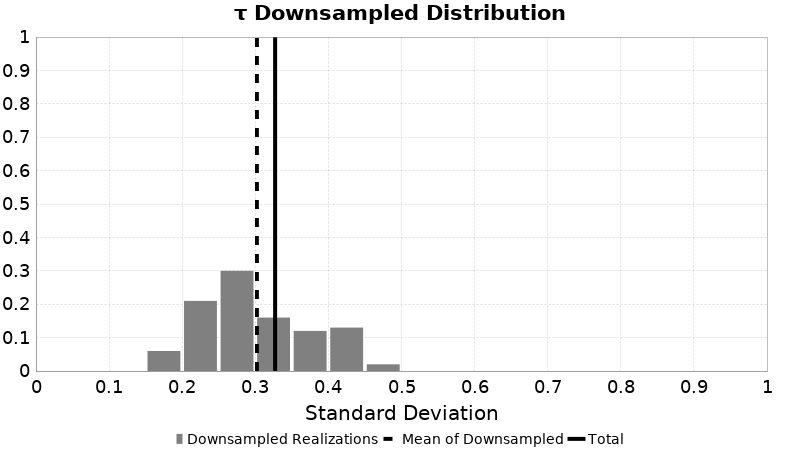 τ Downsampled Distribution
1
0.9
0.8
0.7
0.6
0.5
0.4
0.3
0.2
0.1
0
0 0.1 0.2 0.3 0.4 0.5 0.6 0.7 0.8 0.9 1
Standard Deviation
Downsampled Realizations Mean of Downsampled Total